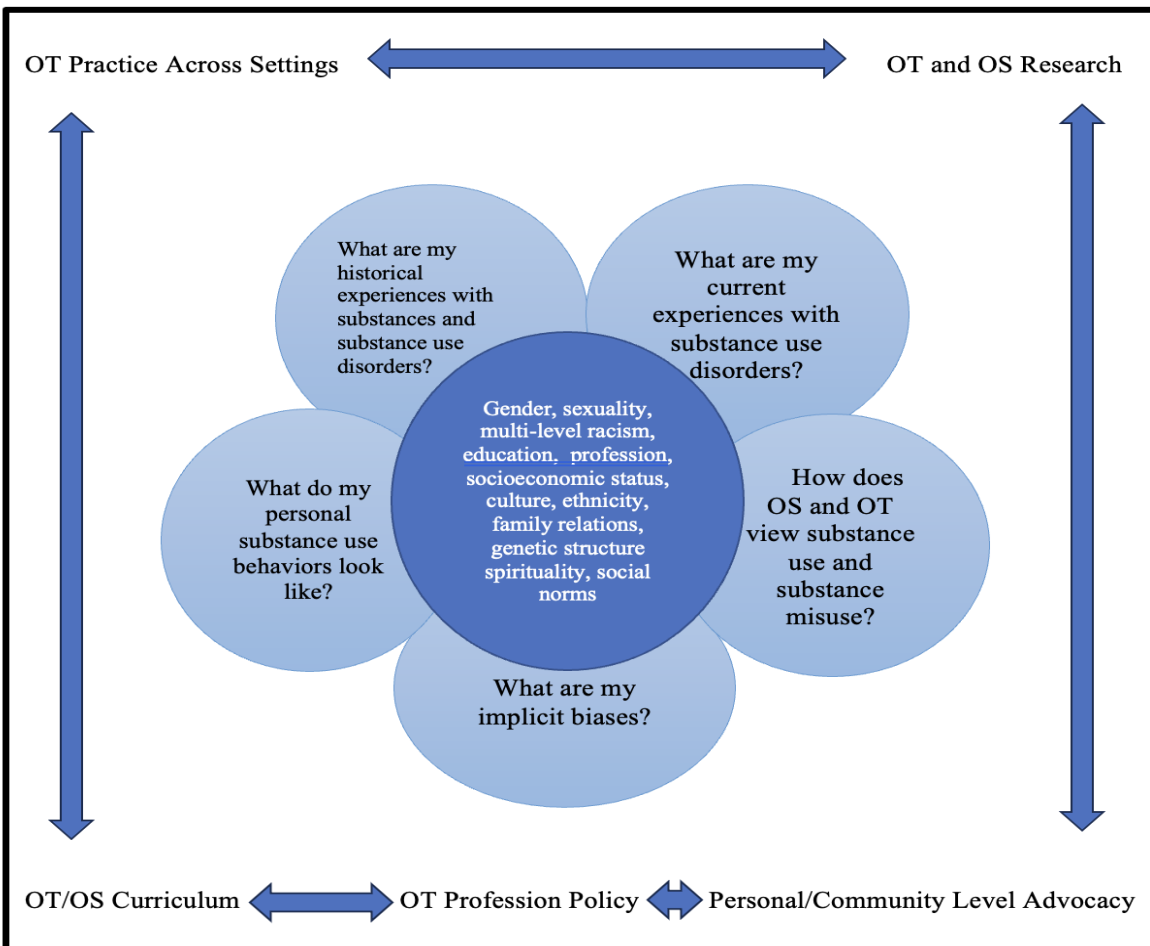 OT Practice Across Settings
OT and OS Research
What are my
historical
experiences with
substances and
substance use
disorders?
What are my
current
experiences with
substance use
disorders?
Gender, sexuality,
multi-level racism,
education, profession,
socioeconomic status,
culture, ethnicity,
family relations,
genetic structure
spirituality, social
norms
What do my
personal
substance use
behaviors look
like?
How does
OS and OT
view substance
use and
substance
misuse?
What are my
implicit biases?
OT/OS Curriculum
OT Profession Policy
Personal/Community Level Advocacy